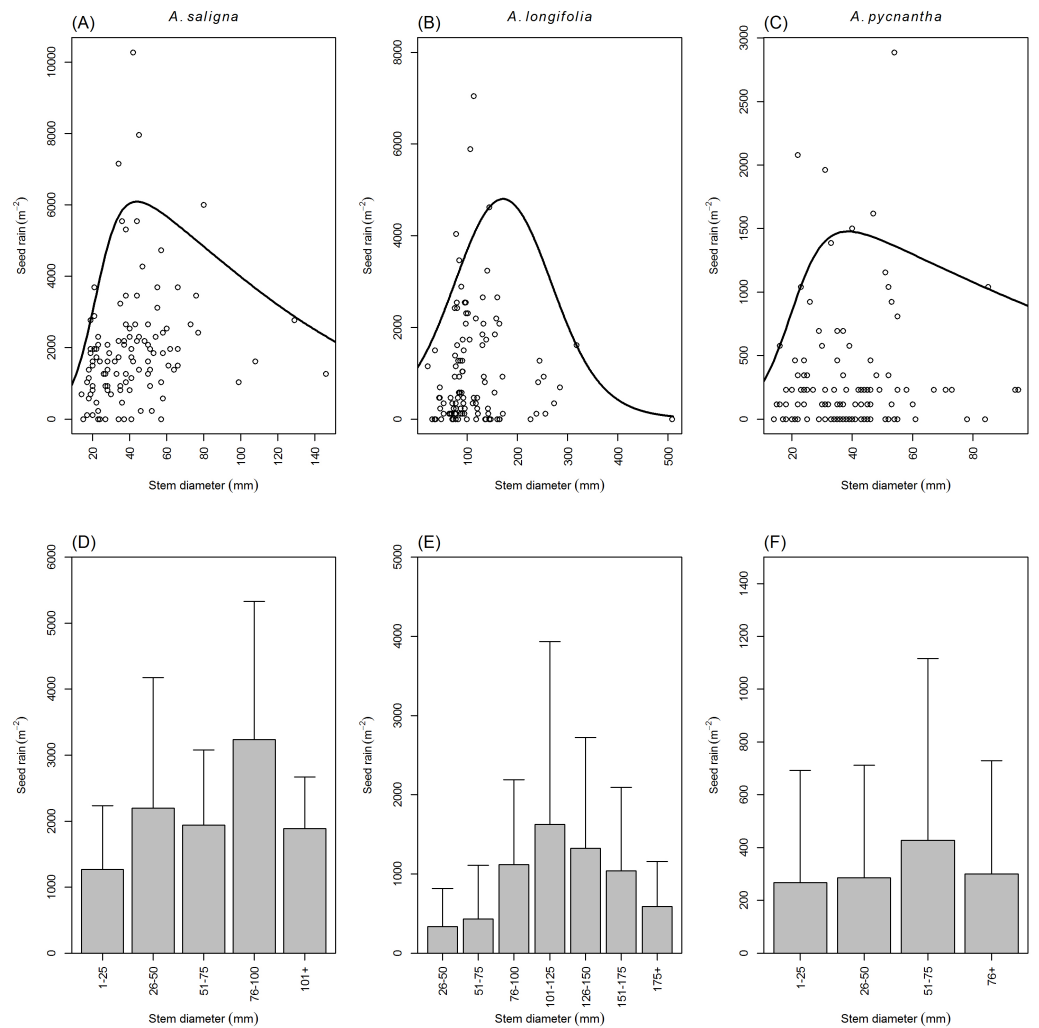 (A) A. saligna
(B) A. longifolia
(C) A. pycnantha
Seed rain (m⁻²)
0 2000 4000 6000 8000 10000
20 40 60 80 100 120 140
Stem diameter (mm)
Seed rain (m⁻²)
0 2000 4000 6000 8000
100 200 300 400 500
Stem diameter (mm)
Seed rain (m⁻²)
0 500 1000 1500 2000 2500 3000
20 40 60 80
Stem diameter (mm)
(D)
Seed rain (m⁻²)
0 1000 2000 3000 4000 5000 6000
1-25 26-50 51-75 76-100 101+
Stem diameter (mm)
(E)
Seed rain (m⁻²)
0 1000 2000 3000 4000 5000
26-50 51-75 76-100 101-125 126-150 151-175 175+
Stem diameter (mm)
(F)
Seed rain (m⁻²)
0 200 400 600 800 1000 1200 1400
1-25 26-50 51-75 76+
Stem diameter (mm)